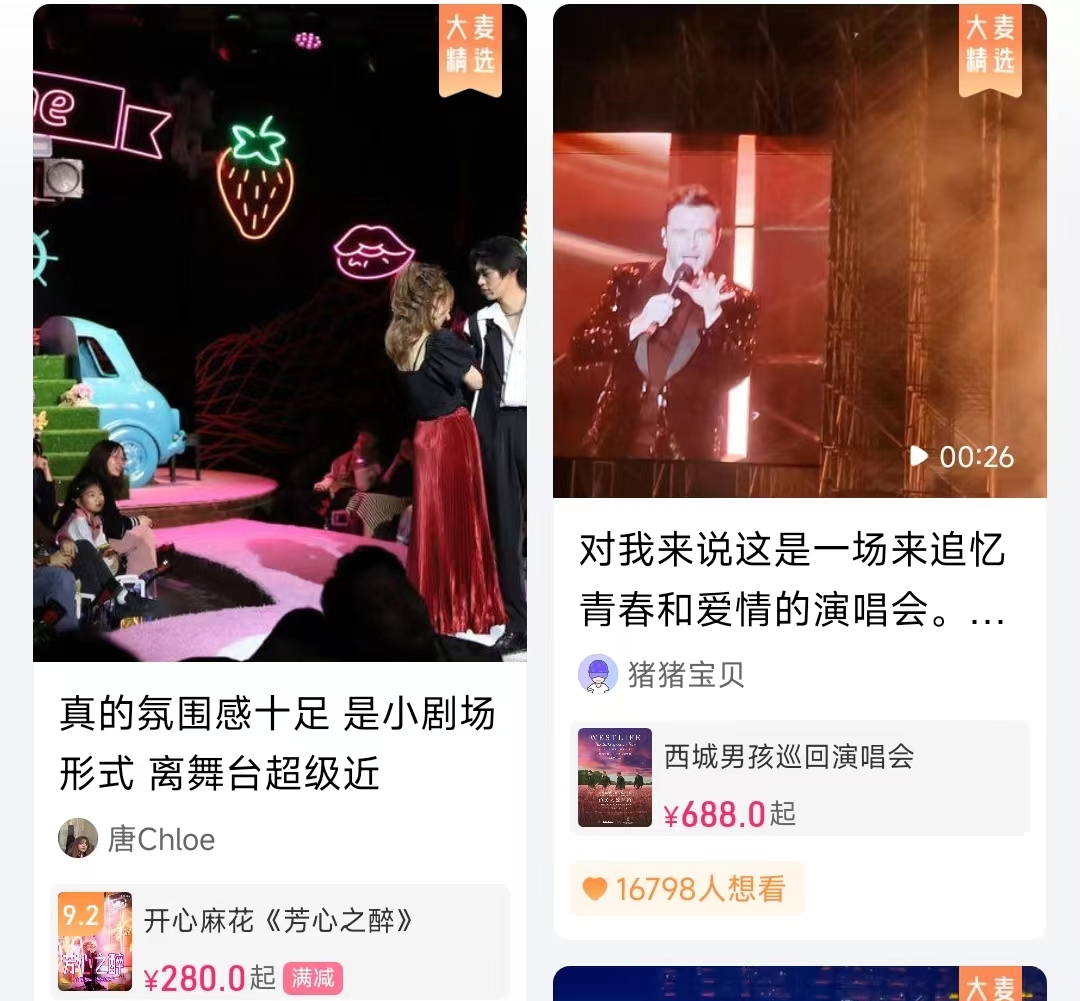 大麦
精选
真的氛围感十足 是小剧场
形式 离舞台超级近
唐Chloe
9.2
芳心之醉
开心麻花《芳心之醉》
¥280.0起 满减
大麦
精选
00:26
对我来说这是一场来追忆
青春和爱情的演唱会。...
猪猪宝贝
WESTLIFE
西城男孩巡回演唱会
¥688.0起
16798人想看
大麦